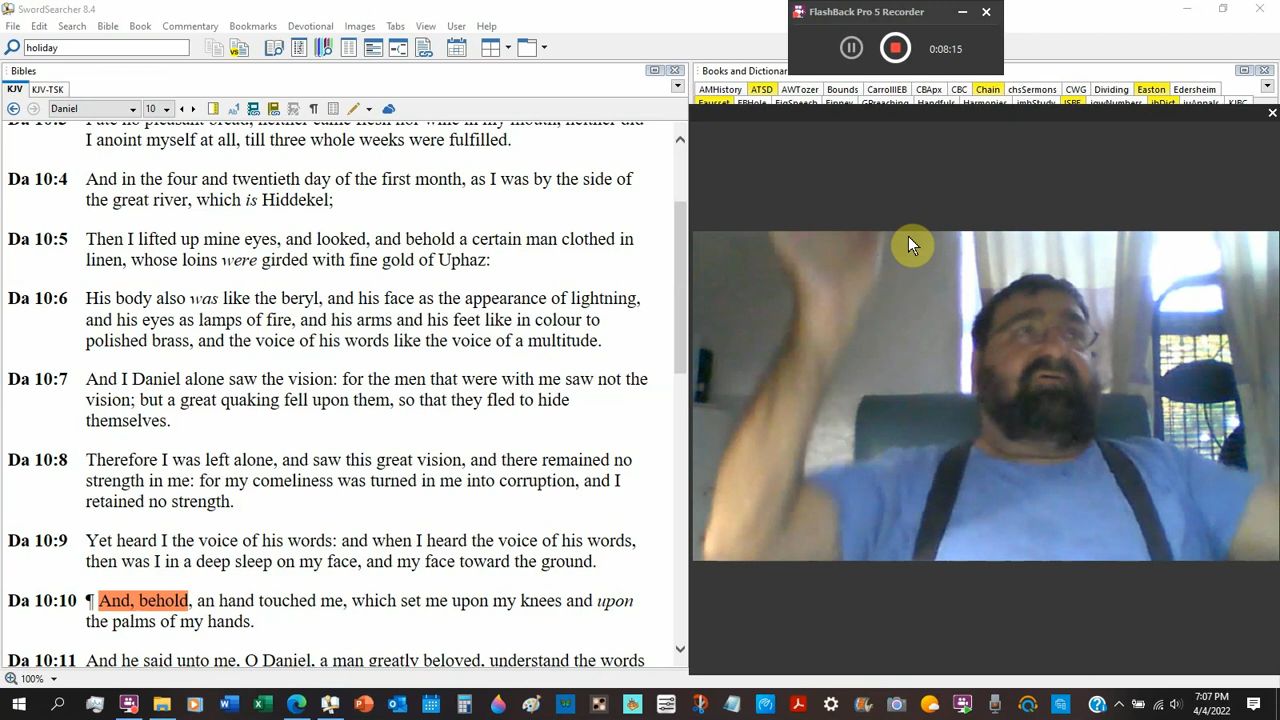 SwordSearcher 8.4
FlashBack Pro 5 Recorder
File Edit Search Bible Book Commentary Bookmarks Devotional Images Tabs View User Help
holiday
0:08:15
Bibles
Books and Dictionar
KJV KJV-TSK
AMHistory ATSD AWTozer Bounds CarrollIEB CBApx CBC Chain chsSermons CWG Dividing Easton Edersheim
Daniel 10
I anoint myself at all, till three whole weeks were fulfilled.
Da 10:4 And in the four and twentieth day of the first month, as I was by the side of
the great river, which is Hiddekel;
Da 10:5 Then I lifted up mine eyes, and looked, and behold a certain man clothed in
linen, whose loins were girded with fine gold of Uphaz:
Da 10:6 His body also was like the beryl, and his face as the appearance of lightning,
and his eyes as lamps of fire, and his arms and his feet like in colour to
polished brass, and the voice of his words like the voice of a multitude.
Da 10:7 And I Daniel alone saw the vision: for the men that were with me saw not the
vision; but a great quaking fell upon them, so that they fled to hide
themselves.
Da 10:8 Therefore I was left alone, and saw this great vision, and there remained no
strength in me: for my comeliness was turned in me into corruption, and I
retained no strength.
Da 10:9 Yet heard I the voice of his words: and when I heard the voice of his words,
then was I in a deep sleep on my face, and my face toward the ground.
Da 10:10 ¶ And, behold, an hand touched me, which set me upon my knees and upon
the palms of my hands.
Da 10:11 And he said unto me, O Daniel, a man greatly beloved, understand the words
100%
7:07 PM
4/4/2022